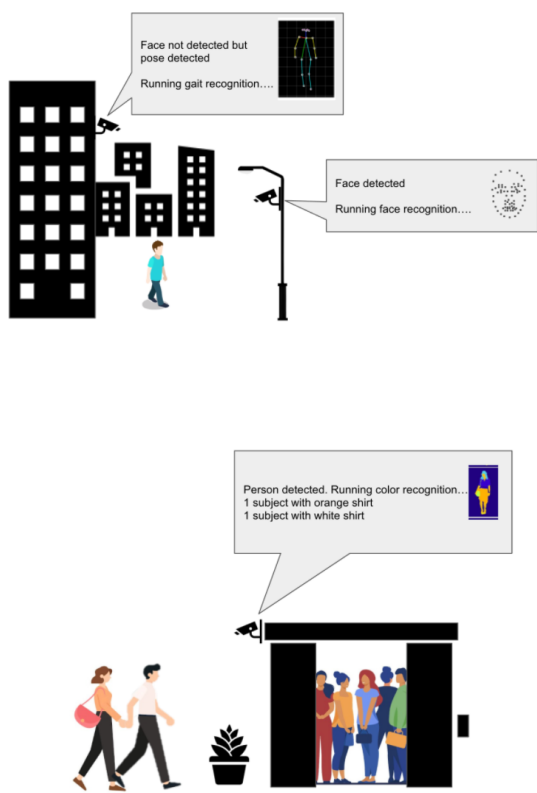 Face not detected but
pose detected
Running gait recognition....
Face detected
Running face recognition....
Person detected. Running color recognition...
1 subject with orange shirt
1 subject with white shirt